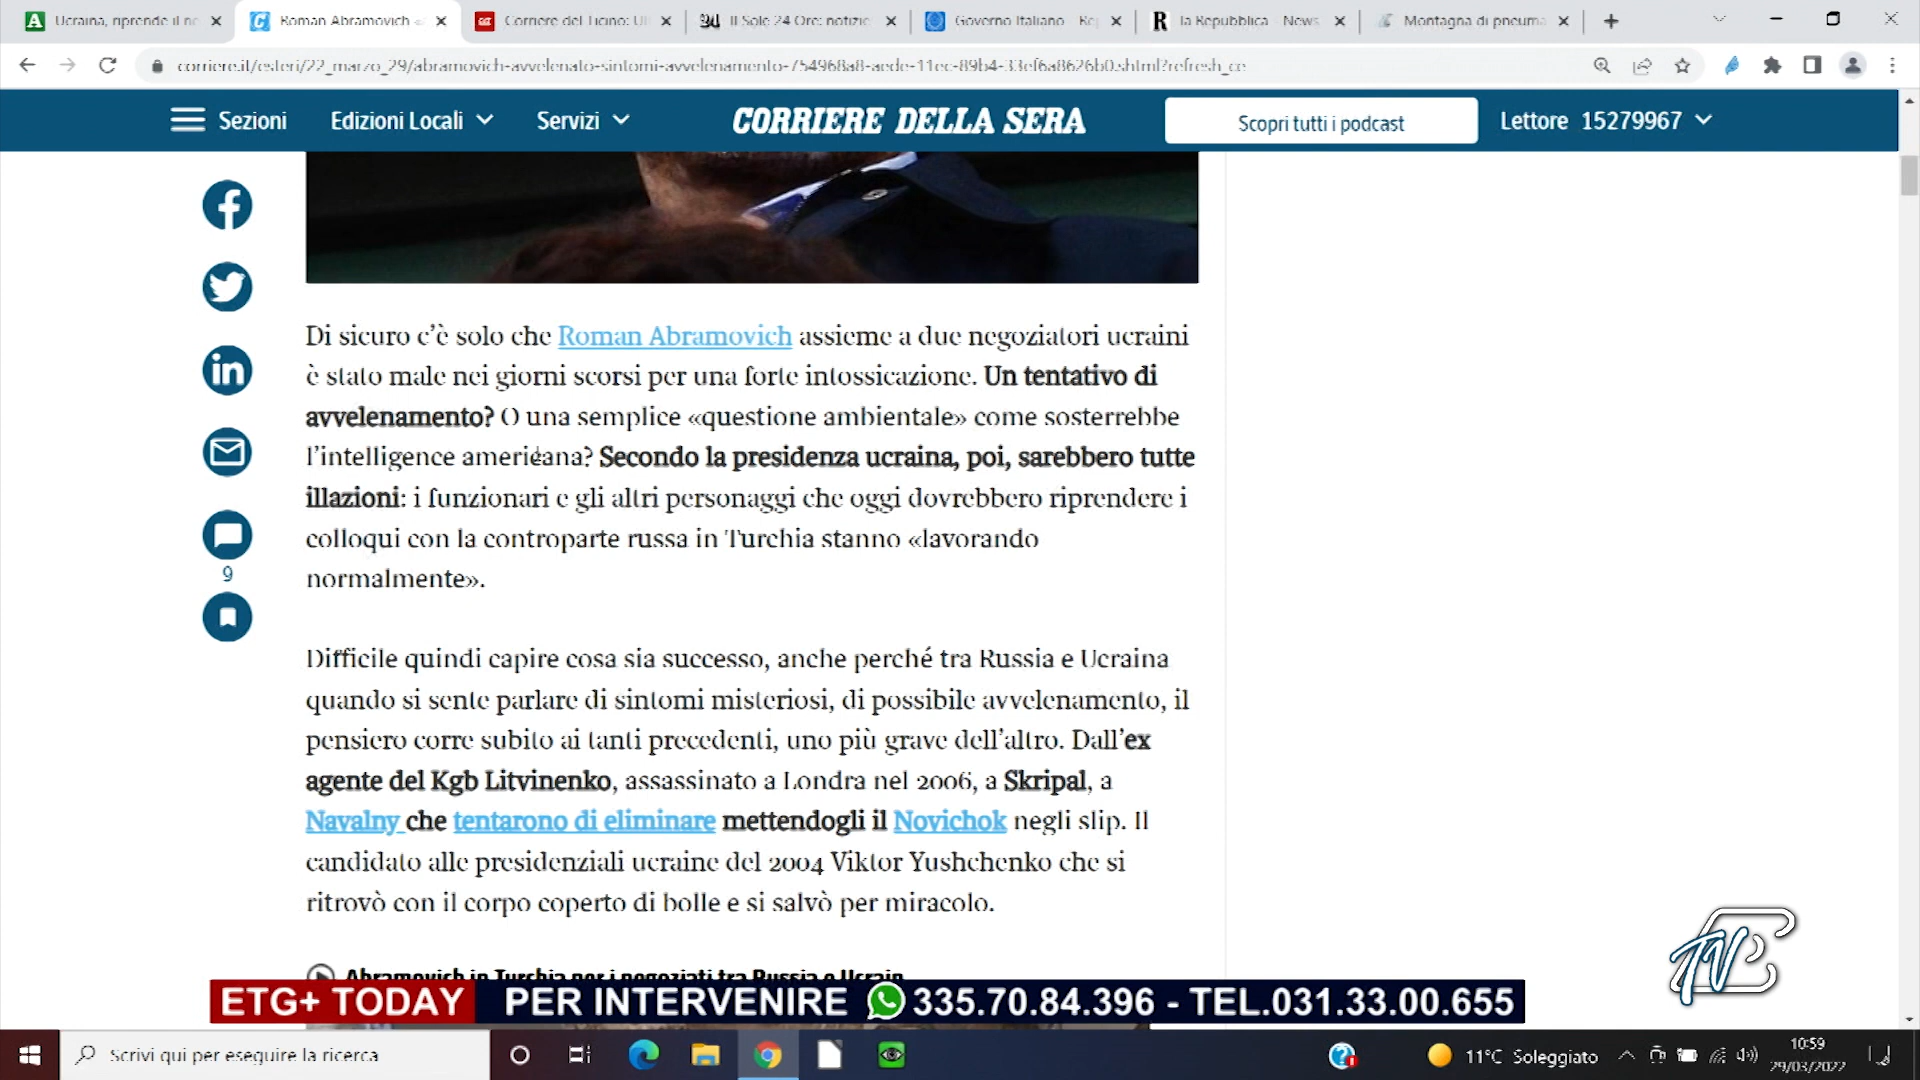 Ucraina, riprende il ne
Roman Abramovich
Corriere del Ticino: Ul
Il Sole 24 Ore: notizie
Governo Italiano - Re
la Repubblica - News
Montagna di pneuma
corriere.it/esteri/22_marzo_29/abramovich-avvelenato-sintomi-avvelenamento-754968a8-aede-11ec-89b4-33ef6a8626b0.shtml?refresh_ce
Sezioni
Edizioni Locali
Servizi
CORRIERE DELLA SERA
Scopri tutti i podcast
Lettore 15279967
Di sicuro c'è solo che Roman Abramovich assieme a due negoziatori ucraini
è stato male nei giorni scorsi per una forte intossicazione. Un tentativo di
avvelenamento? O una semplice «questione ambientale» come sosterrebbe
l'intelligence americana? Secondo la presidenza ucraina, poi, sarebbero tutte
illazioni: i funzionari e gli altri personaggi che oggi dovrebbero riprendere i
colloqui con la controparte russa in Turchia stanno «lavorando
normalmente».
9
Difficile quindi capire cosa sia successo, anche perché tra Russia e Ucraina
quando si sente parlare di sintomi misteriosi, di possibile avvelenamento, il
pensiero corre subito ai tanti precedenti, uno più grave dell'altro. Dall'ex
agente del Kgb Litvinenko, assassinato a Londra nel 2006, a Skripal, a
Navalny che tentarono di eliminare mettendogli il Novichok negli slip. Il
candidato alle presidenziali ucraine del 2004 Viktor Yushchenko che si
ritrovò con il corpo coperto di bolle e si salvò per miracolo.
Abramovich in Turchia per i negoziati tra Russia e Ucrain
ETG+ TODAY PER INTERVENIRE 335.70.84.396 - TEL.031.33.00.655
Scrivi qui per eseguire la ricerca
11°C Soleggiato
10:59
29/03/2022